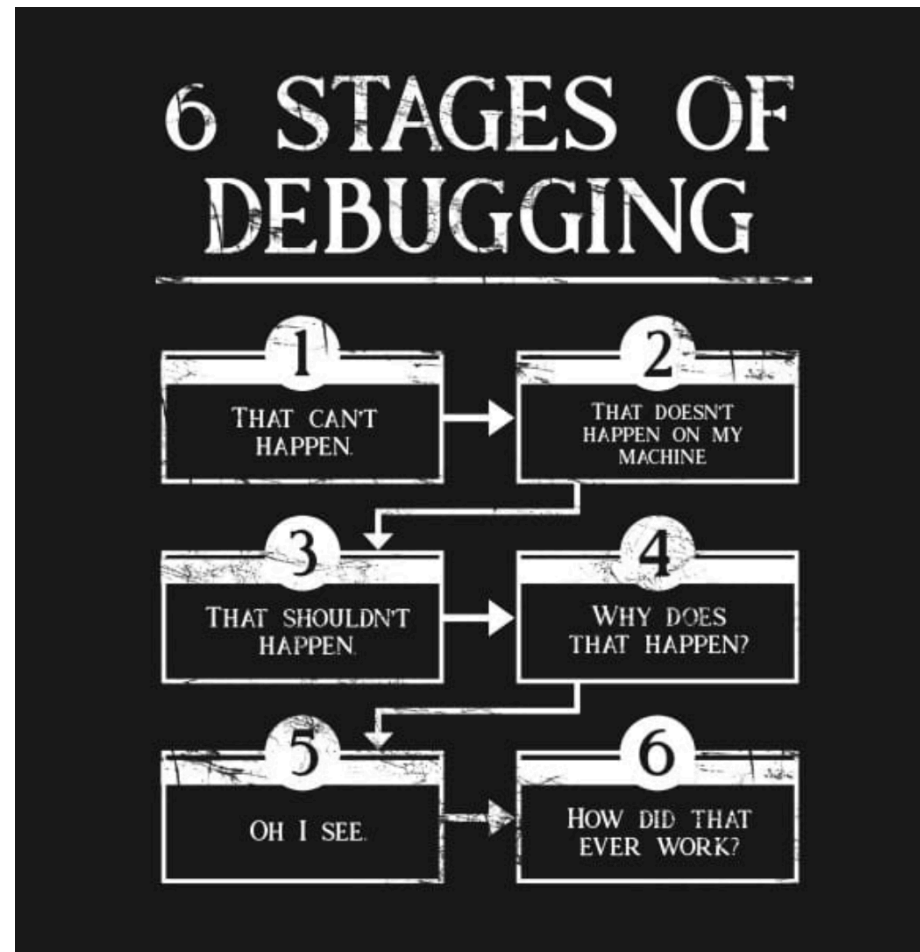 6 STAGES OF
DEBUGGING
1
THAT CAN'T
HAPPEN.
2
THAT DOESN'T
HAPPEN ON MY
MACHINE
3
THAT SHOULDN'T
HAPPEN.
4
WHY DOES
THAT HAPPEN?
5
OH I SEE.
6
HOW DID THAT
EVER WORK?